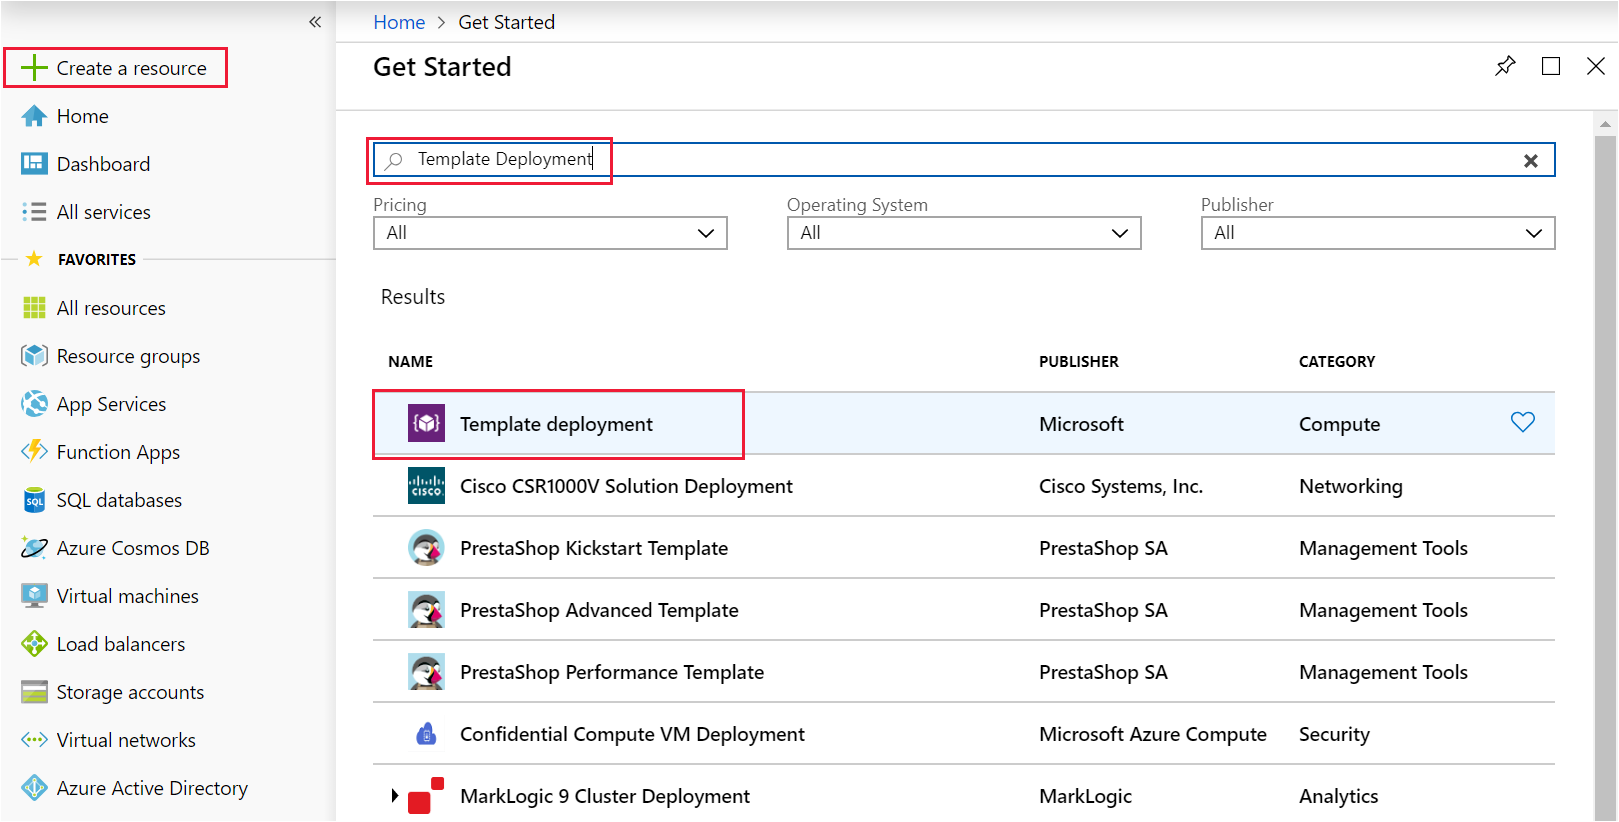 «
Create a resource
Home
Dashboard
All services
FAVORITES
All resources
Resource groups
App Services
Function Apps
SQL
SQL databases
Azure Cosmos DB
Virtual machines
Load balancers
Storage accounts
Virtual networks
Azure Active Directory
Home > Get Started
Get Started
Template Deployment
Pricing Operating System Publisher
All All All
Results
NAME PUBLISHER CATEGORY
Template deployment Microsoft Compute
CISCO Cisco CSR1000V Solution Deployment Cisco Systems, Inc. Networking
PrestaShop Kickstart Template PrestaShop SA Management Tools
PrestaShop Advanced Template PrestaShop SA Management Tools
PrestaShop Performance Template PrestaShop SA Management Tools
Confidential Compute VM Deployment Microsoft Azure Compute Security
MarkLogic 9 Cluster Deployment MarkLogic Analytics